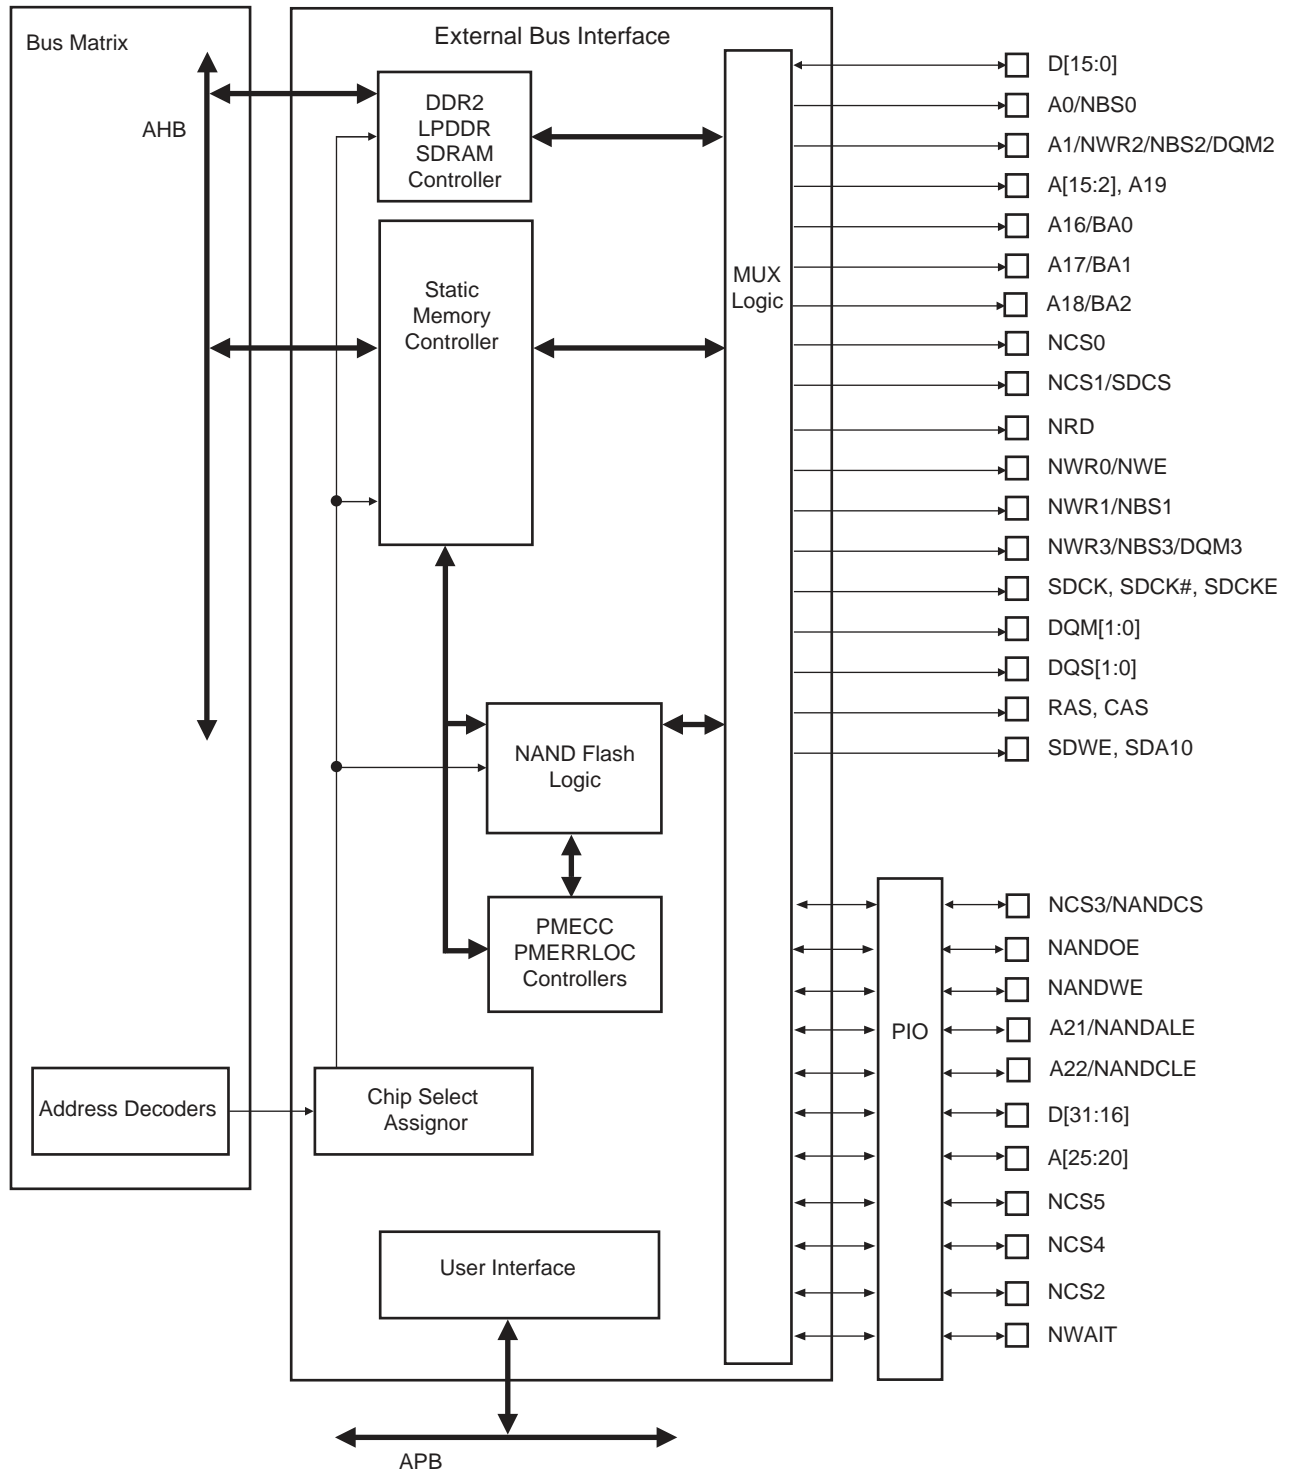 Bus Matrix
AHB
Address Decoders
External Bus Interface
DDR2
LPDDR
SDRAM
Controller
Static
Memory
Controller
NAND Flash
Logic
PMECC
PMERRLOC
Controllers
Chip Select
Assignor
User Interface
APB
MUX
Logic
PIO
D[15:0]
A0/NBS0
A1/NWR2/NBS2/DQM2
A[15:2], A19
A16/BA0
A17/BA1
A18/BA2
NCS0
NCS1/SDCS
NRD
NWR0/NWE
NWR1/NBS1
NWR3/NBS3/DQM3
SDCK, SDCK#, SDCKE
DQM[1:0]
DQS[1:0]
RAS, CAS
SDWE, SDA10
NCS3/NANDCS
NANDOE
NANDWE
A21/NANDALE
A22/NANDCLE
D[31:16]
A[25:20]
NCS5
NCS4
NCS2
NWAIT